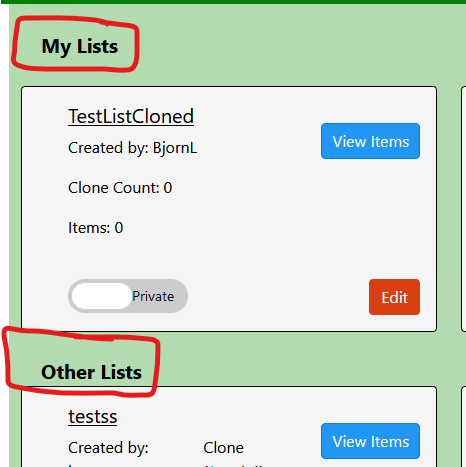 My Lists
TestListCloned
Created by: BjornL
View Items
Clone Count: 0
Items: 0
Private
Edit
Other Lists
testss
Created by:
Clone
View Items